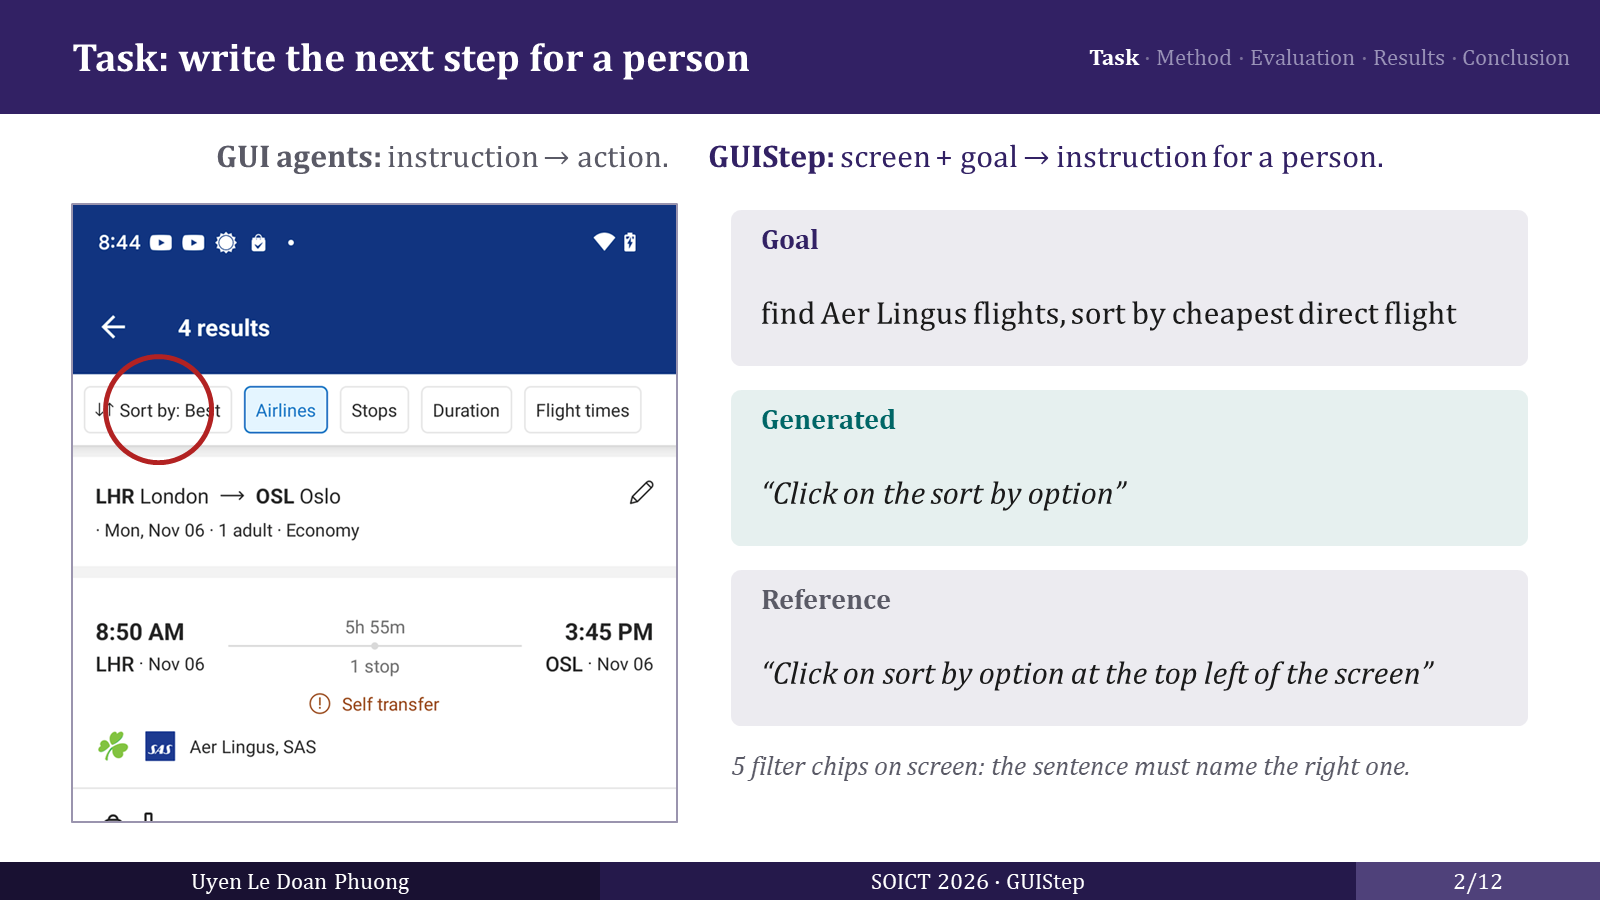 Task: write the next step for a person
Task · Method · Evaluation · Results · Conclusion
GUI agents: instruction → action. GUIStep: screen + goal → instruction for a person.
8:44
4 results
Sort by: Best
Airlines
Stops
Duration
Flight times
LHR London → OSL Oslo
· Mon, Nov 06 · 1 adult · Economy
8:50 AM
LHR · Nov 06
5h 55m
1 stop
3:45 PM
OSL · Nov 06
Self transfer
SAS
Aer Lingus, SAS
Goal
find Aer Lingus flights, sort by cheapest direct flight
Generated
“Click on the sort by option”
Reference
“Click on sort by option at the top left of the screen”
5 filter chips on screen: the sentence must name the right one.
Uyen Le Doan Phuong
SOICT 2026 · GUIStep
2/12